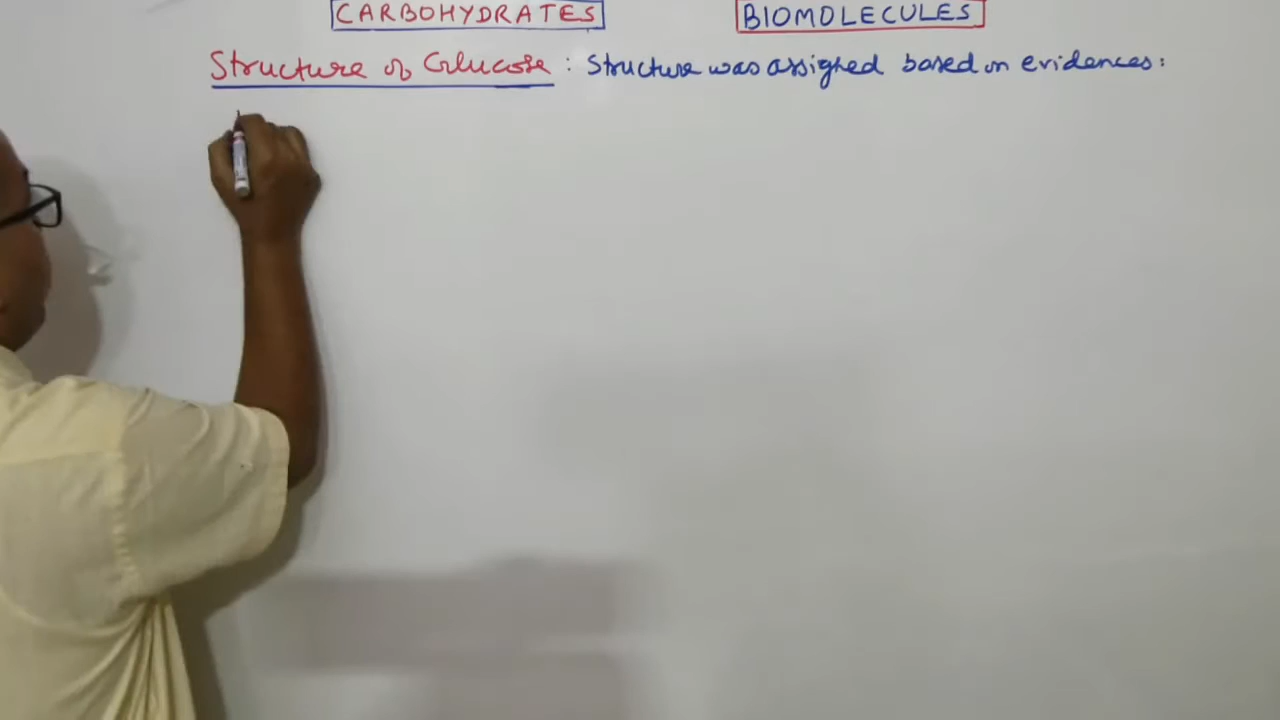 CARBOHYDRATES BIOMOLECULES
Structure of Glucose : Structure was assigned based on evidences :